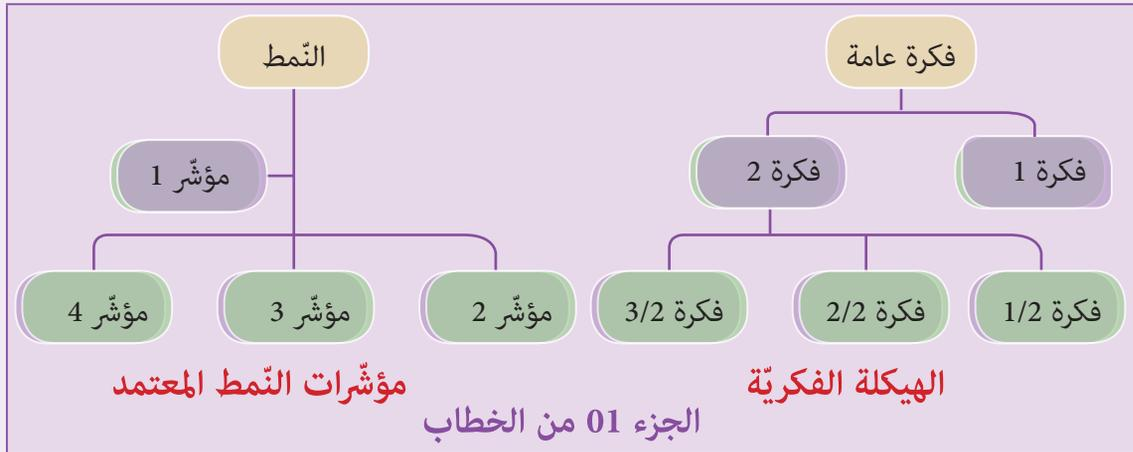 فكرة عامة
النّمط
فكرة 1
فكرة 2
مؤشّر 1
فكرة 1/2
فكرة 2/2
فكرة 3/2
مؤشّر 2
مؤشّر 3
مؤشّر 4
الهيكلة الفكريّة
مؤشّرات النّمط المعتمد
الجزء 01 من الخطاب